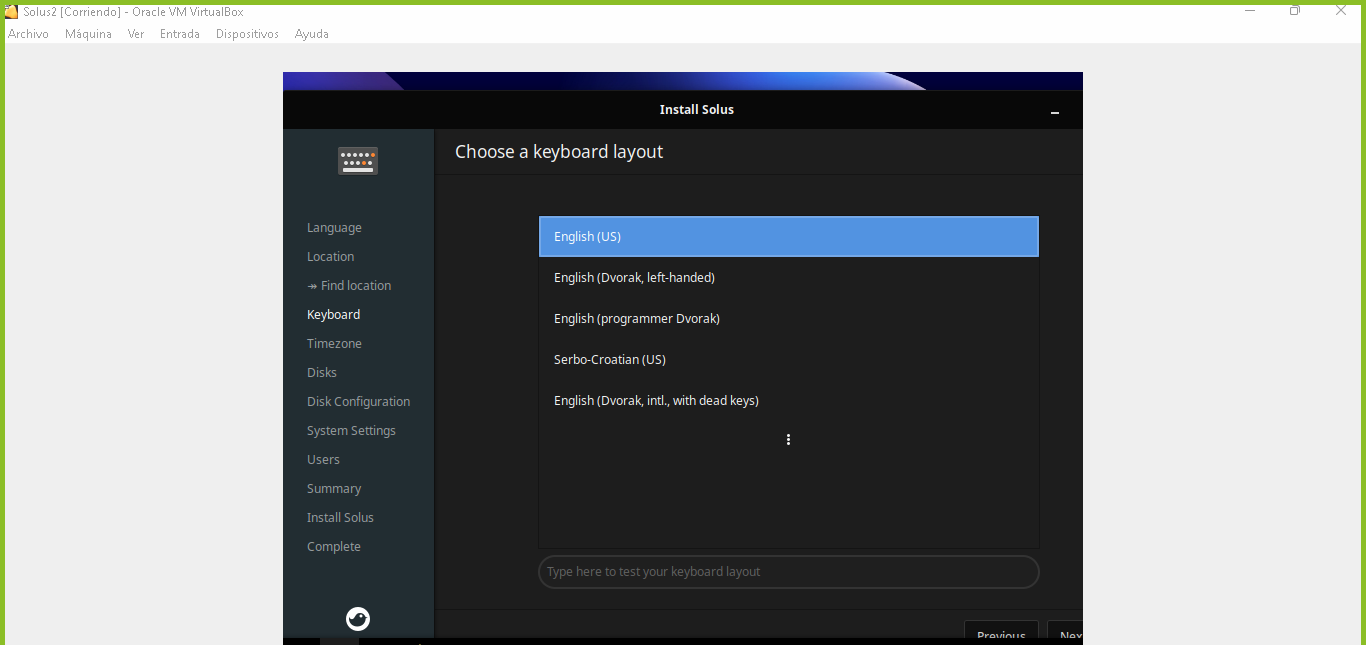 Solus2 [Corriendo] - Oracle VM VirtualBox
Archivo Máquina Ver Entrada Dispositivos Ayuda
Install Solus
Choose a keyboard layout
Language
Location
↠ Find location
Keyboard
Timezone
Disks
Disk Configuration
System Settings
Users
Summary
Install Solus
Complete
English (US)
English (Dvorak, left-handed)
English (programmer Dvorak)
Serbo-Croatian (US)
English (Dvorak, intl., with dead keys)
Type here to test your keyboard layout
Previous Nex